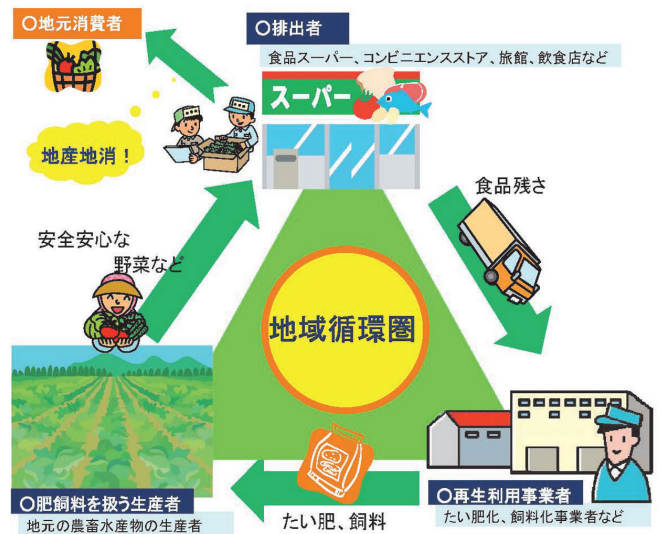 〇地元消費者
〇排出者
食品スーパー、コンビニエンスストア、旅館、飲食店など
スーパー
地産地消！
食品残さ
安全安心な
野菜など
地域循環圏
〇肥飼料を扱う生産者
地元の農畜水産物の生産者
たい肥、飼料
〇再生利用事業者
たい肥化、飼料化事業者など